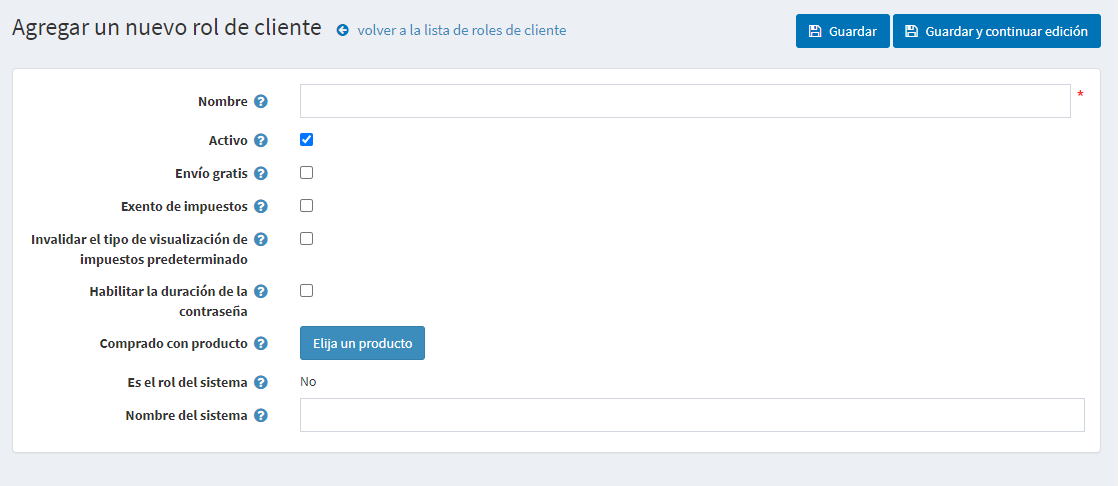 Agregar un nuevo rol de cliente volver a la lista de roles de cliente Guardar Guardar y continuar edición
Nombre *
Activo
Envío gratis
Exento de impuestos
Invalidar el tipo de visualización de
impuestos predeterminado
Habilitar la duración de la
contraseña
Comprado con producto Elija un producto
Es el rol del sistema No
Nombre del sistema